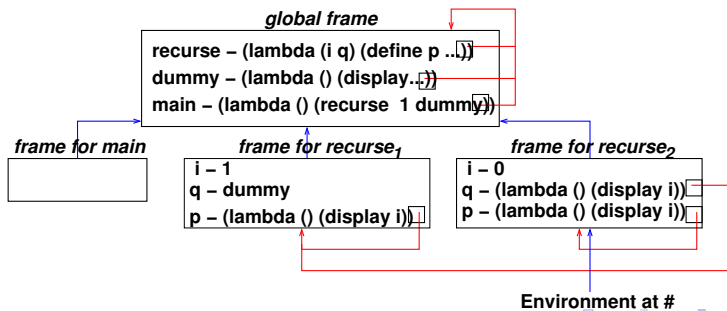 global frame
recurse – (lambda (i q) (define p ...))
dummy – (lambda () (display...))
main – (lambda () (recurse 1 dummy))
frame for main
frame for recurse1
i – 1
q – dummy
p – (lambda () (display i))
frame for recurse2
i – 0
q – (lambda () (display i))
p – (lambda () (display i))
Environment at #